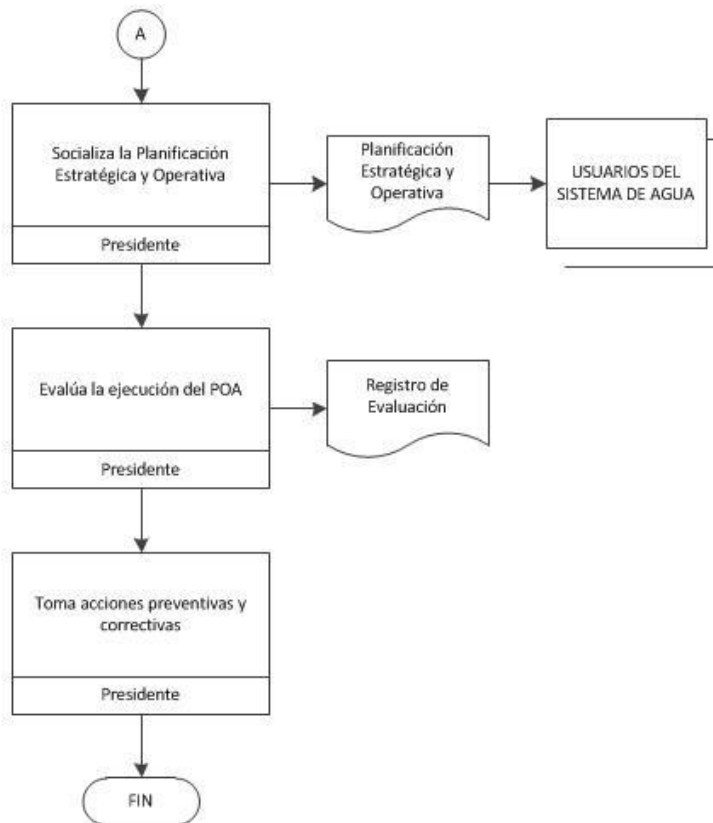 A
Socializa la Planificación
Estratégica y Operativa
Presidente
Planificación
Estratégica y
Operativa
USUARIOS DEL
SISTEMA DE AGUA
Evalúa la ejecución del POA
Presidente
Registro de
Evaluación
Toma acciones preventivas y
correctivas
Presidente
FIN